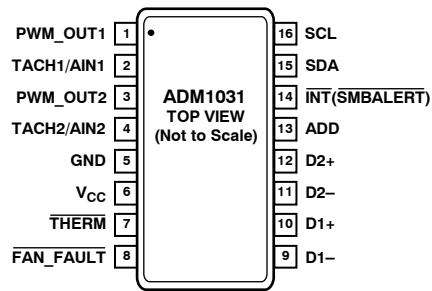 PWM_OUT1 1
TACH1/AIN1 2
PWM_OUT2 3
TACH2/AIN2 4
GND 5
VCC 6
THERM 7
FAN_FAULT 8
ADM1031
TOP VIEW
(Not to Scale)
16 SCL
15 SDA
14 INT(SMBALERT)
13 ADD
12 D2+
11 D2–
10 D1+
9 D1–